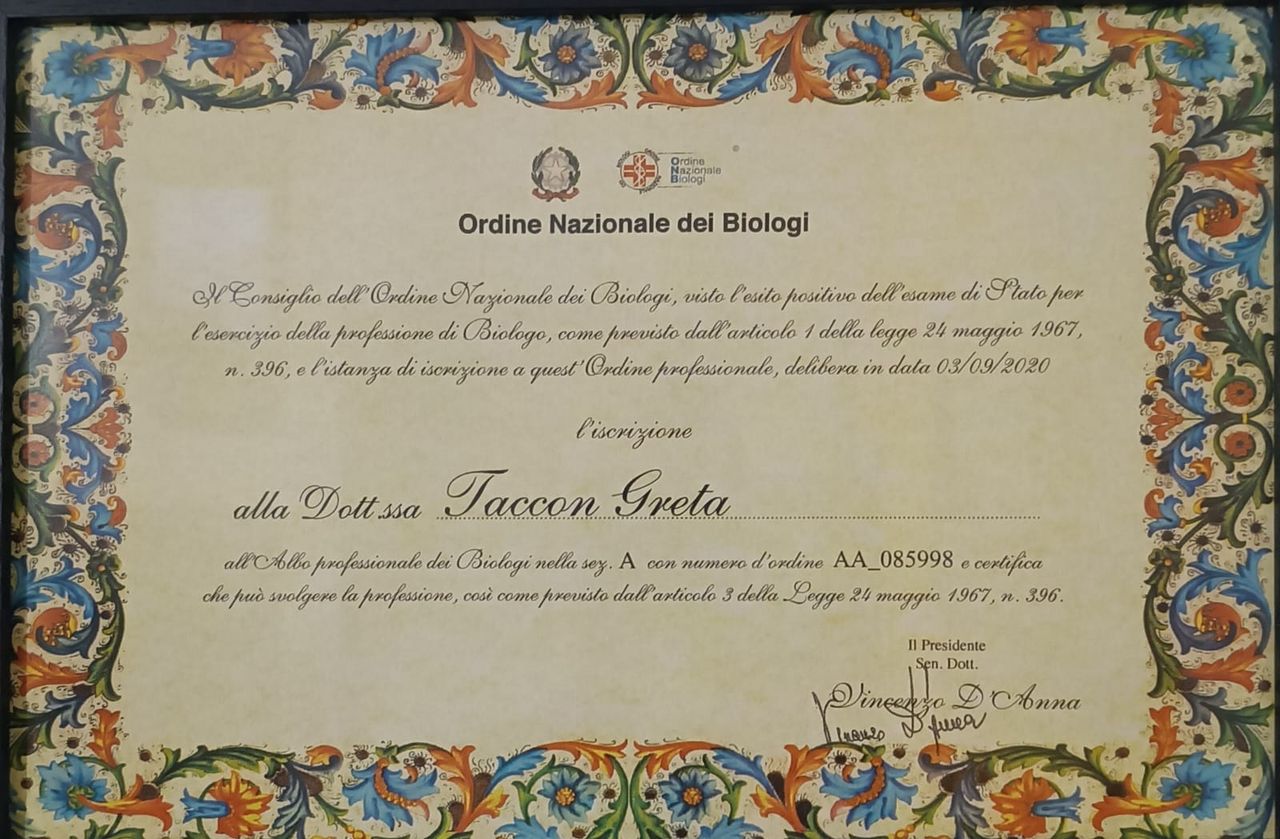 Ordine
Nazionale
Biologi
Ordine Nazionale dei Biologi
Il Consiglio dell'Ordine Nazionale dei Biologi, visto l'esito positivo dell'esame di Stato per
l'esercizio della professione di Biologo, come previsto dall'articolo 1 della legge 24 maggio 1967,
n. 396, e l'istanza di iscrizione a quest'Ordine professionale, delibera in data 03/09/2020
l'iscrizione
alla Dott.ssa Taccon Greta
all'Albo professionale dei Biologi nella sez. A con numero d'ordine AA_085998 e certifica
che può svolgere la professione, così come previsto dall'articolo 3 della Legge 24 maggio 1967, n. 396.
Il Presidente
Sen. Dott.
Vincenzo D'Anna